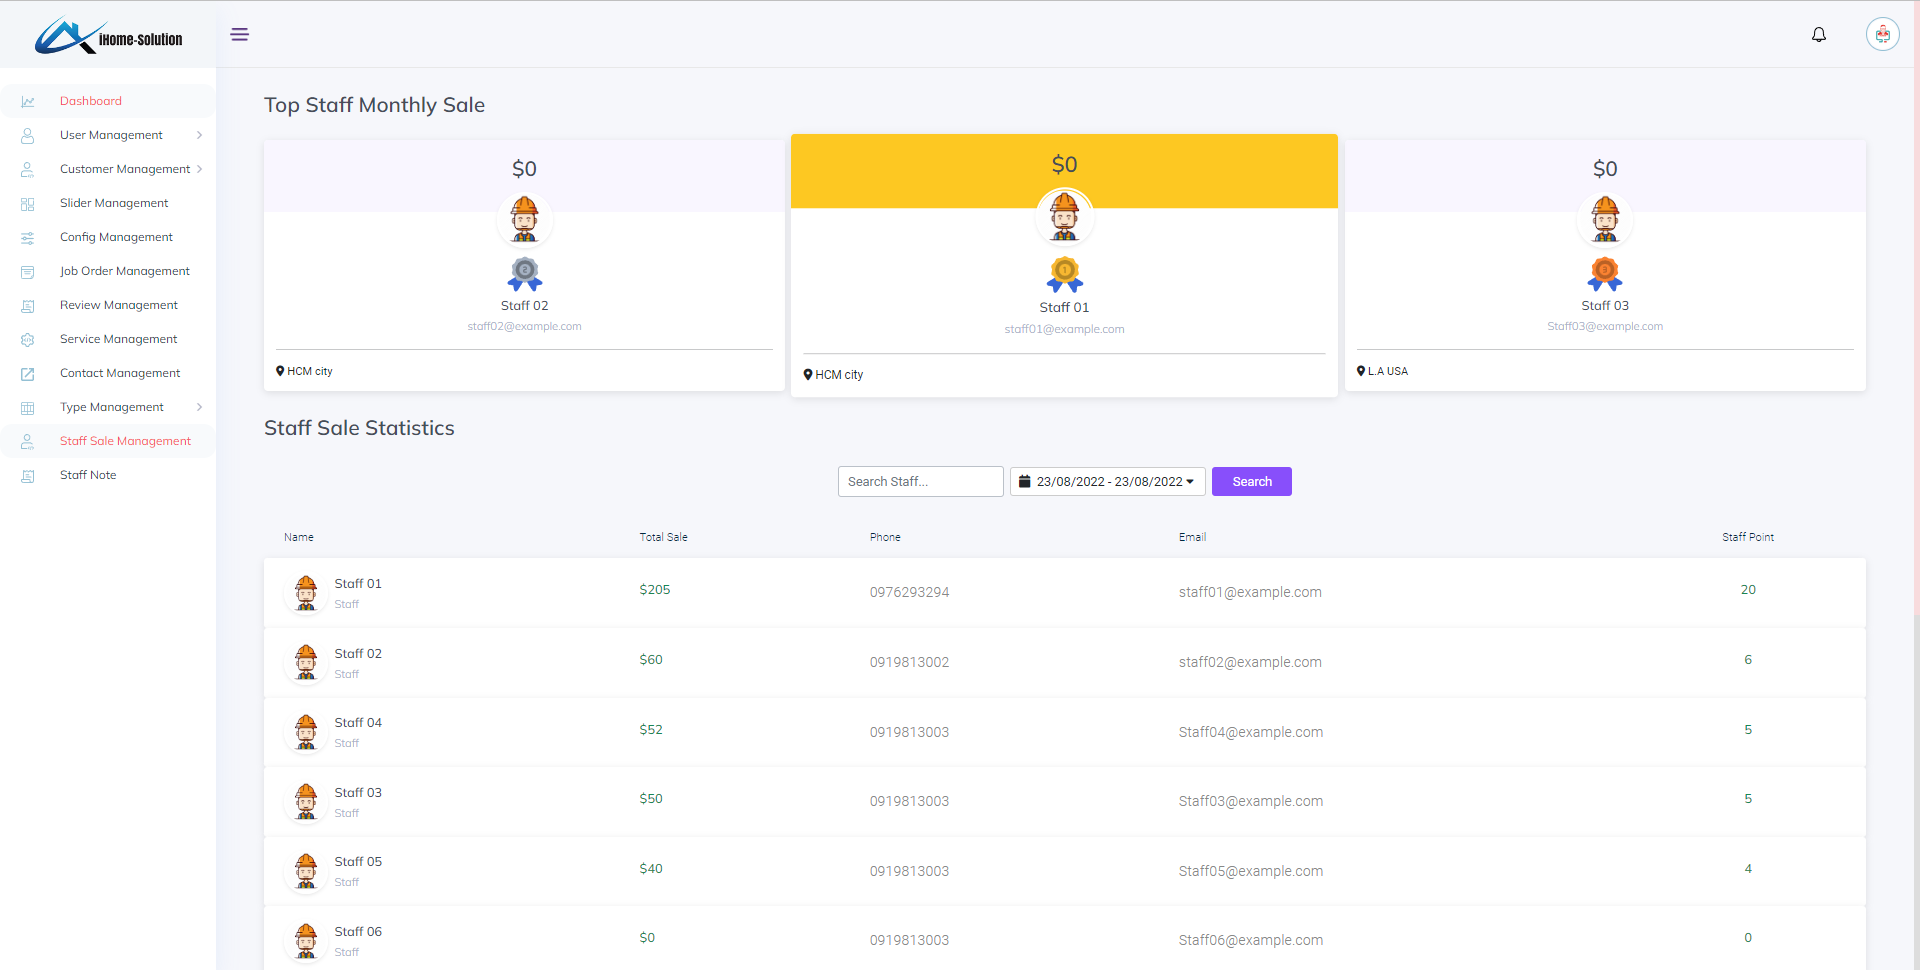 iHome-Solution
Dashboard
User Management
Customer Management
Slider Management
Config Management
Job Order Management
Review Management
Service Management
Contact Management
Type Management
Staff Sale Management
Staff Note
Top Staff Monthly Sale
$0
2
Staff 02
staff02@example.com
HCM city
$0
1
Staff 01
staff01@example.com
HCM city
$0
3
Staff 03
Staff03@example.com
L.A USA
Staff Sale Statistics
Search Staff... 23/08/2022 - 23/08/2022 Search
Name Total Sale Phone Email Staff Point
Staff 01
Staff
$205 0976293294 staff01@example.com 20
Staff 02
Staff
$60 0919813002 staff02@example.com 6
Staff 04
Staff
$52 0919813003 Staff04@example.com 5
Staff 03
Staff
$50 0919813003 Staff03@example.com 5
Staff 05
Staff
$40 0919813003 Staff05@example.com 4
Staff 06
Staff
$0 0919813003 Staff06@example.com 0